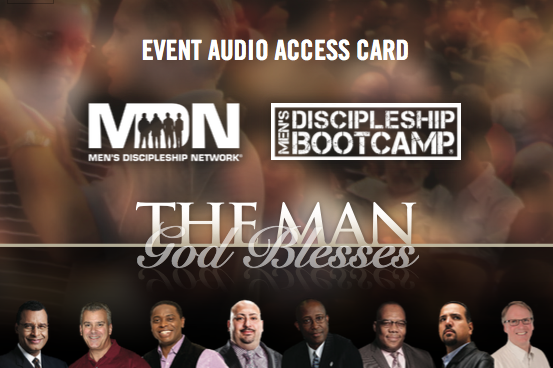 EVENT AUDIO ACCESS CARD
MDN
MEN'S DISCIPLESHIP NETWORK®
MEN'S
DISCIPLESHIP
BOOTCAMP
THE MAN
God Blesses